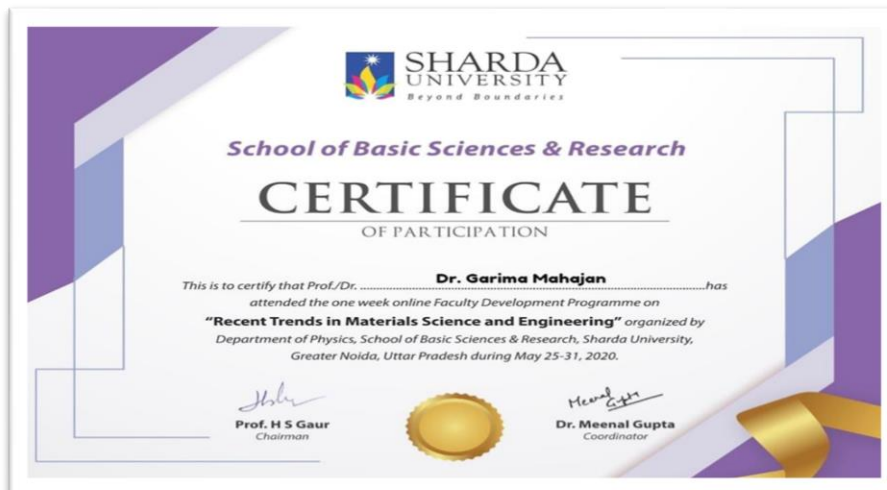 SHARDA
UNIVERSITY
Beyond Boundaries
School of Basic Sciences & Research
CERTIFICATE
OF PARTICIPATION
This is to certify that Prof./Dr. Dr. Garima Mahajan has
attended the one week online Faculty Development Programme on
"Recent Trends in Materials Science and Engineering" organized by
Department of Physics, School of Basic Sciences & Research, Sharda University,
Greater Noida, Uttar Pradesh during May 25-31, 2020.
Meenal Gupta
Prof. H S Gaur
Chairman
Dr. Meenal Gupta
Coordinator